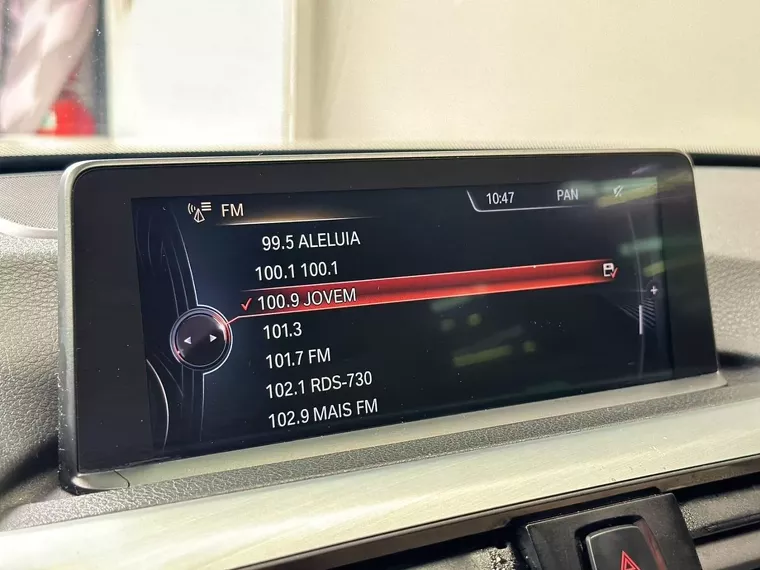 FM
10:47 PAN
99.5 ALELUIA
100.1 100.1
100.9 JOVEM
101.3
101.7 FM
102.1 RDS-730
102.9 MAIS FM